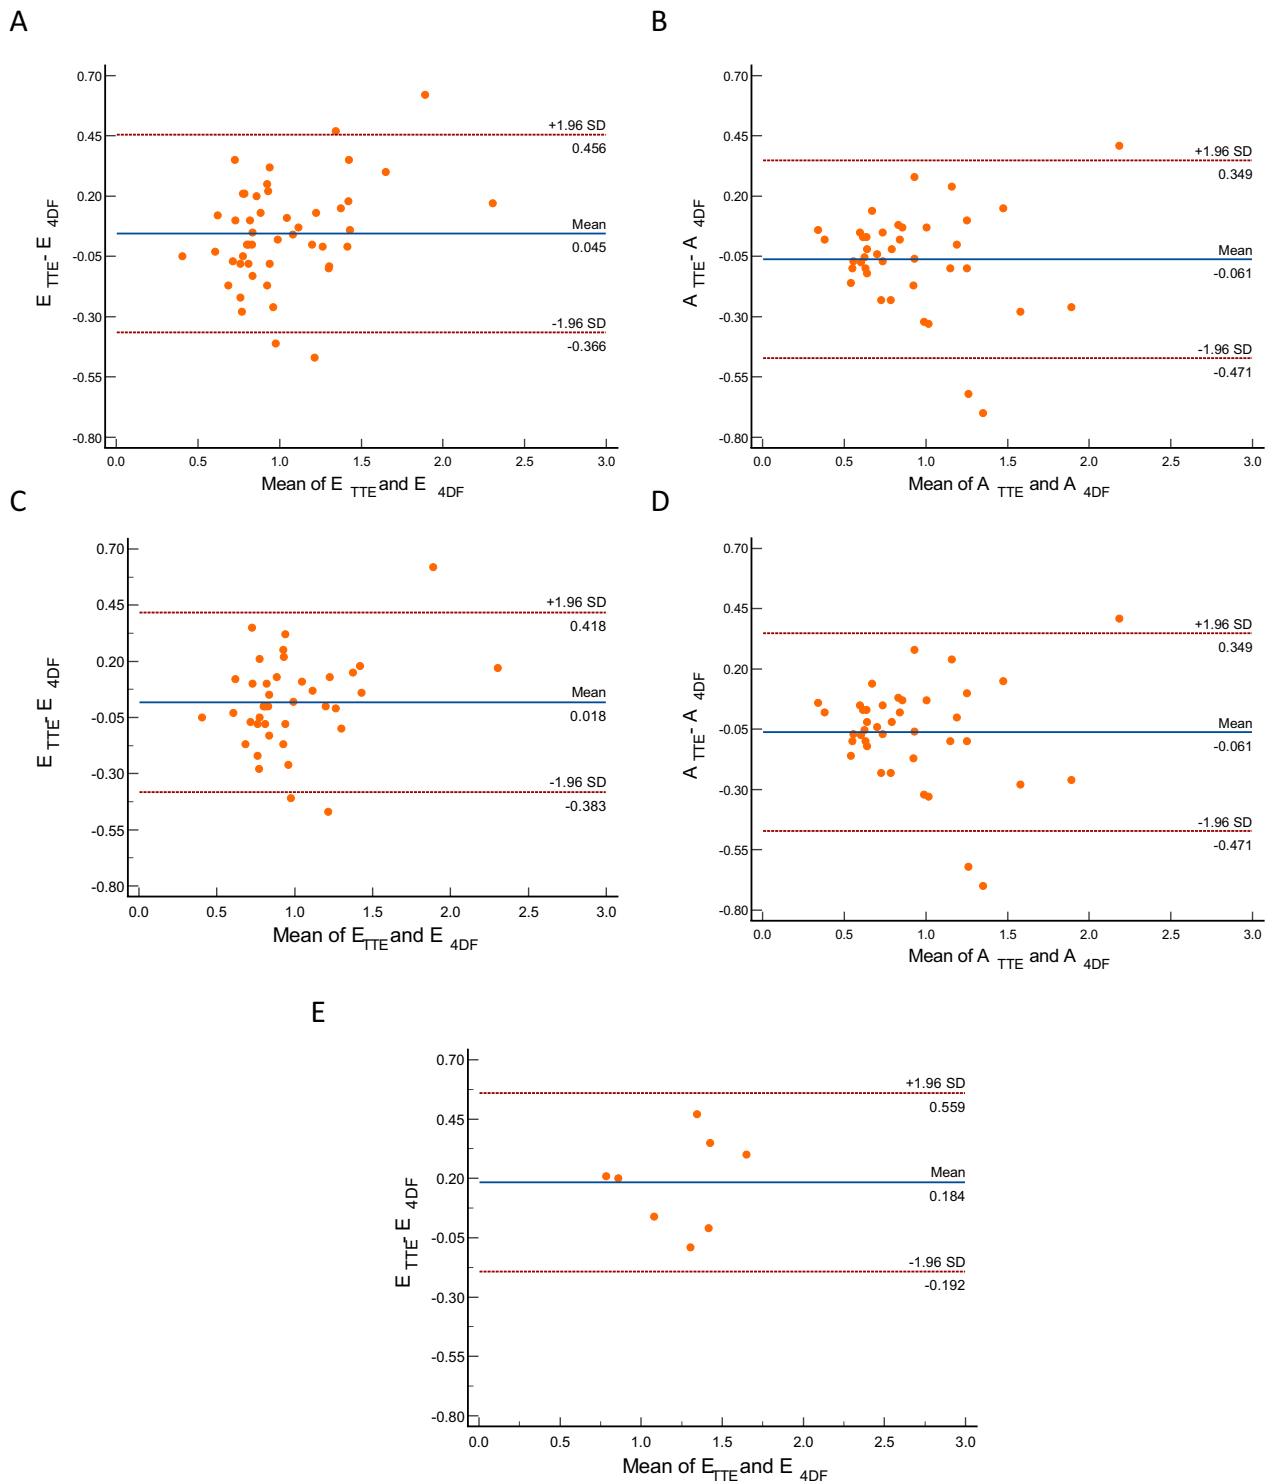 A
0.70
0.45
0.20
-0.05
-0.30
-0.55
-0.80
E TTE- E 4DF
+1.96 SD
0.456
Mean
0.045
-1.96 SD
-0.366
0.0 0.5 1.0 1.5 2.0 2.5 3.0
Mean of E TTE and E 4DF
B
0.70
0.45
0.20
-0.05
-0.30
-0.55
-0.80
A TTE- A 4DF
+1.96 SD
0.349
Mean
-0.061
-1.96 SD
-0.471
0.0 0.5 1.0 1.5 2.0 2.5 3.0
Mean of A TTE and A 4DF
C
0.70
0.45
0.20
-0.05
-0.30
-0.55
-0.80
E TTE- E 4DF
+1.96 SD
0.418
Mean
0.018
-1.96 SD
-0.383
0.0 0.5 1.0 1.5 2.0 2.5 3.0
Mean of E TTE and E 4DF
D
0.70
0.45
0.20
-0.05
-0.30
-0.55
-0.80
A TTE- A 4DF
+1.96 SD
0.349
Mean
-0.061
-1.96 SD
-0.471
0.0 0.5 1.0 1.5 2.0 2.5 3.0
Mean of A TTE and A 4DF
E
0.70
0.45
0.20
-0.05
-0.30
-0.55
-0.80
E TTE- E 4DF
+1.96 SD
0.559
Mean
0.184
-1.96 SD
-0.192
0.0 0.5 1.0 1.5 2.0 2.5 3.0
Mean of E TTE and E 4DF